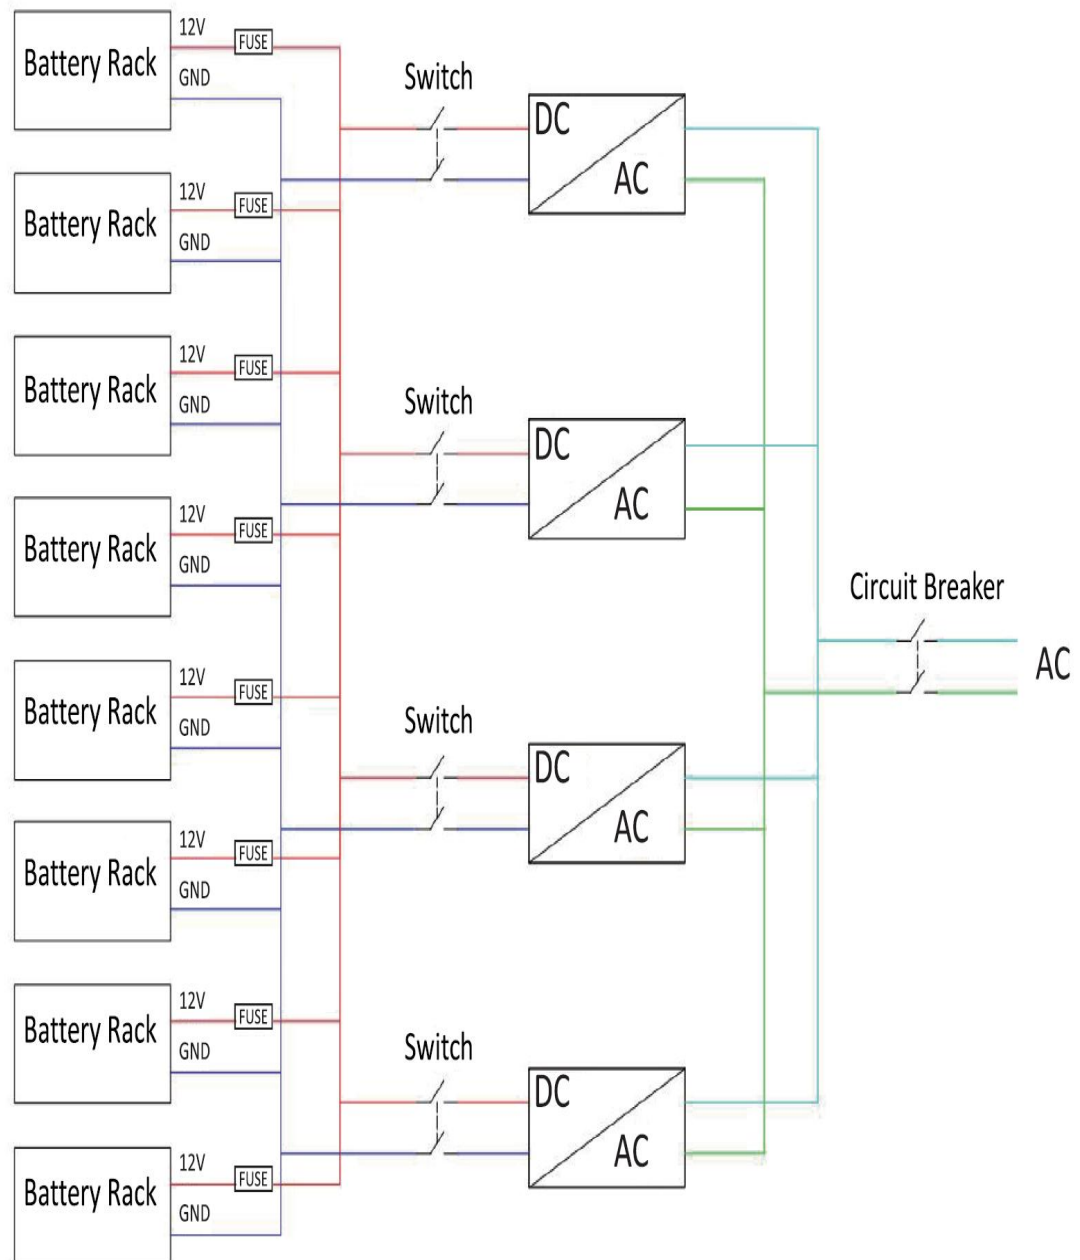 Battery Rack
12V
FUSE
GND
Switch
DC
AC
Battery Rack
12V
FUSE
GND
Battery Rack
12V
FUSE
GND
Switch
DC
AC
Battery Rack
12V
FUSE
GND
Circuit Breaker
AC
Battery Rack
12V
FUSE
GND
Switch
DC
AC
Battery Rack
12V
FUSE
GND
Battery Rack
12V
FUSE
GND
Switch
DC
AC
Battery Rack
12V
FUSE
GND